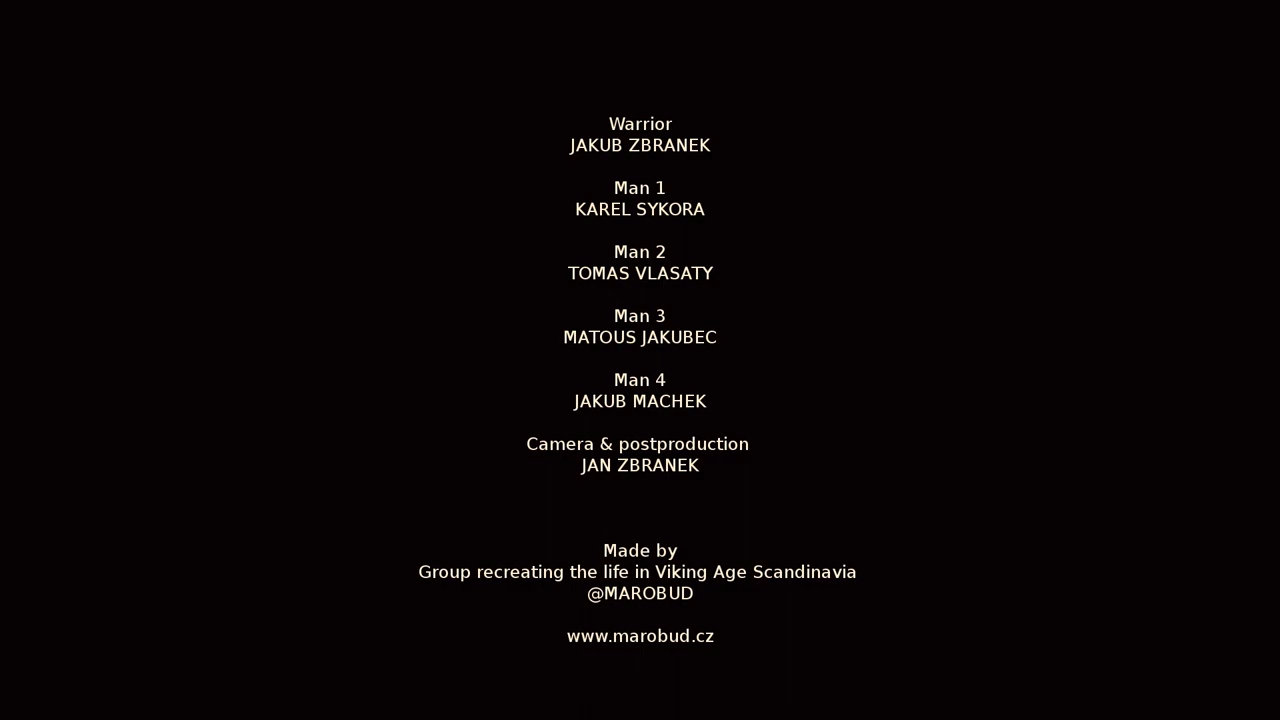 Warrior
JAKUB ZBRANEK
Man 1
KAREL SYKORA
Man 2
TOMAS VLASATY
Man 3
MATOUS JAKUBEC
Man 4
JAKUB MACHEK
Camera & postproduction
JAN ZBRANEK
Made by
Group recreating the life in Viking Age Scandinavia
@MAROBUD
www.marobud.cz